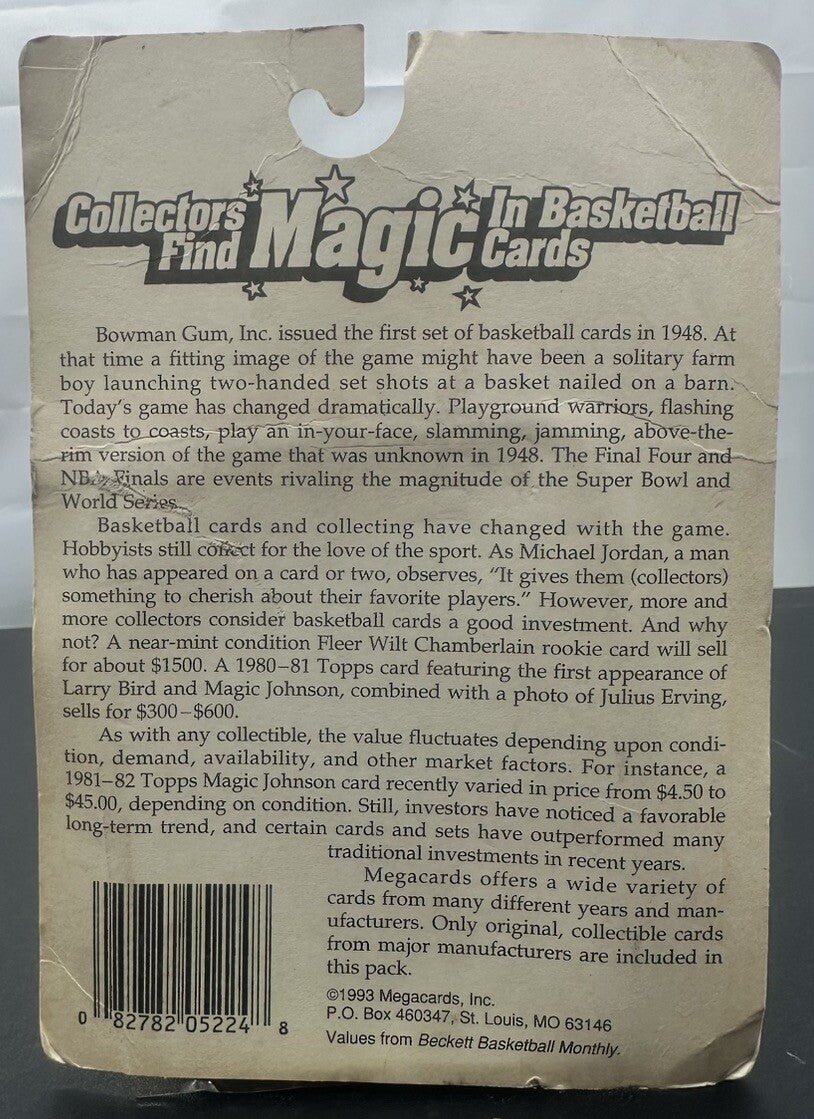 Collectors Find Magic In Basketball Cards
Bowman Gum, Inc. issued the first set of basketball cards in 1948. At
that time a fitting image of the game might have been a solitary farm
boy launching two-handed set shots at a basket nailed on a barn.
Today's game has changed dramatically. Playground warriors, flashing
coasts to coasts, play an in-your-face, slamming, jamming, above-the-
rim version of the game that was unknown in 1948. The Final Four and
NBA Finals are events rivaling the magnitude of the Super Bowl and
World Series.
Basketball cards and collecting have changed with the game.
Hobbyists still collect for the love of the sport. As Michael Jordan, a man
who has appeared on a card or two, observes, "It gives them (collectors)
something to cherish about their favorite players." However, more and
more collectors consider basketball cards a good investment. And why
not? A near-mint condition Fleer Wilt Chamberlain rookie card will sell
for about $1500. A 1980–81 Topps card featuring the first appearance of
Larry Bird and Magic Johnson, combined with a photo of Julius Erving,
sells for $300–$600.
As with any collectible, the value fluctuates depending upon condi-
tion, demand, availability, and other market factors. For instance, a
1981–82 Topps Magic Johnson card recently varied in price from $4.50 to
$45.00, depending on condition. Still, investors have noticed a favorable
long-term trend, and certain cards and sets have outperformed many
traditional investments in recent years.
Megacards offers a wide variety of
cards from many different years and man-
ufacturers. Only original, collectible cards
from major manufacturers are included in
this pack.
©1993 Megacards, Inc.
P.O. Box 460347, St. Louis, MO 63146
Values from Beckett Basketball Monthly.
0 82782 05224 8